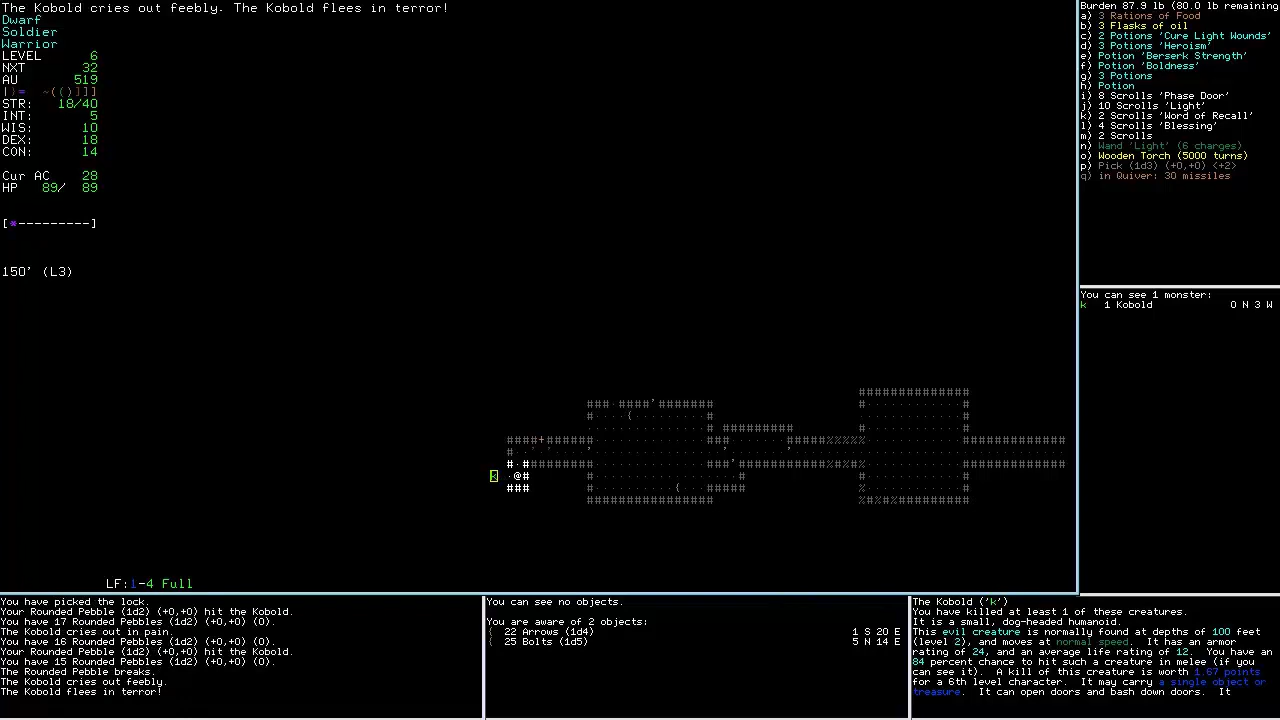 The Kobold cries out feebly. The Kobold flees in terror!
Dwarf
Soldier
Warrior
LEVEL 6
NXT 32
AU 519
STR: 18/40
INT: 5
WIS: 10
DEX: 18
CON: 14
Cur AC 28
HP 89/ 89
[*---------]
150' (L3)
LF:1-4 Full
Burden 87.9 lb (80.0 lb remaining
a) 3 Rations of Food
b) 3 Flasks of oil
c) 2 Potions 'Cure Light Wounds'
d) 3 Potions 'Heroism'
e) Potion 'Berserk Strength'
f) Potion 'Boldness'
g) 3 Potions
h) Potion
i) 8 Scrolls 'Phase Door'
j) 10 Scrolls 'Light'
k) 2 Scrolls 'Word of Recall'
l) 4 Scrolls 'Blessing'
m) 2 Scrolls
n) Wand 'Light' (6 charges)
o) Wooden Torch (5000 turns)
p) Pick (1d3) (+0,+0) <+2>
q) in Quiver: 30 missiles
You can see 1 monster:
k 1 Kobold 0 N 3 W
You have picked the lock.
Your Rounded Pebble (1d2) (+0,+0) hit the Kobold.
You have 17 Rounded Pebbles (1d2) (+0,+0) (0).
The Kobold cries out in pain.
You have 16 Rounded Pebbles (1d2) (+0,+0) (0).
Your Rounded Pebble (1d2) (+0,+0) hit the Kobold.
You have 15 Rounded Pebbles (1d2) (+0,+0) (0).
The Rounded Pebble breaks.
The Kobold cries out feebly.
The Kobold flees in terror!
You can see no objects.
You are aware of 2 objects:
{ 22 Arrows (1d4) 1 S 20 E
{ 25 Bolts (1d5) 5 N 14 E
The Kobold ('k')
You have killed at least 1 of these creatures.
It is a small, dog-headed humanoid.
This evil creature is normally found at depths of 100 feet
(level 2), and moves at normal speed. It has an armor
rating of 24, and an average life rating of 12. You have an
84 percent chance to hit such a creature in melee (if you
can see it). A kill of this creature is worth 1.67 points
for a 6th level character. It may carry a single object or
treasure. It can open doors and bash down doors. It